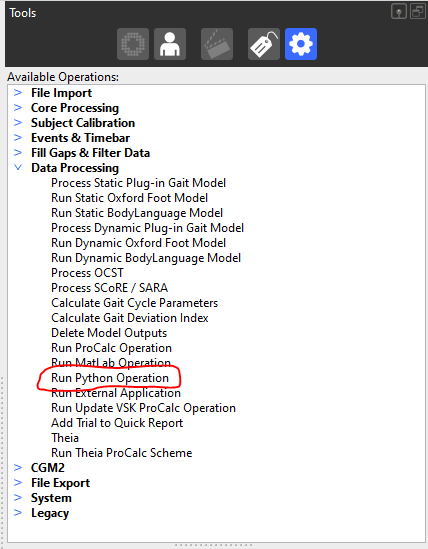 Tools
Available Operations:
> File Import
> Core Processing
> Subject Calibration
> Events & Timebar
> Fill Gaps & Filter Data
Data Processing
Process Static Plug-in Gait Model
Run Static Oxford Foot Model
Run Static BodyLanguage Model
Process Dynamic Plug-in Gait Model
Run Dynamic Oxford Foot Model
Run Dynamic BodyLanguage Model
Process OCST
Process SCoRE / SARA
Calculate Gait Cycle Parameters
Calculate Gait Deviation Index
Delete Model Outputs
Run ProCalc Operation
Run MatLab Operation
Run Python Operation
Run External Application
Run Update VSK ProCalc Operation
Add Trial to Quick Report
Theia
Run Theia ProCalc Scheme
> CGM2
> File Export
> System
> Legacy